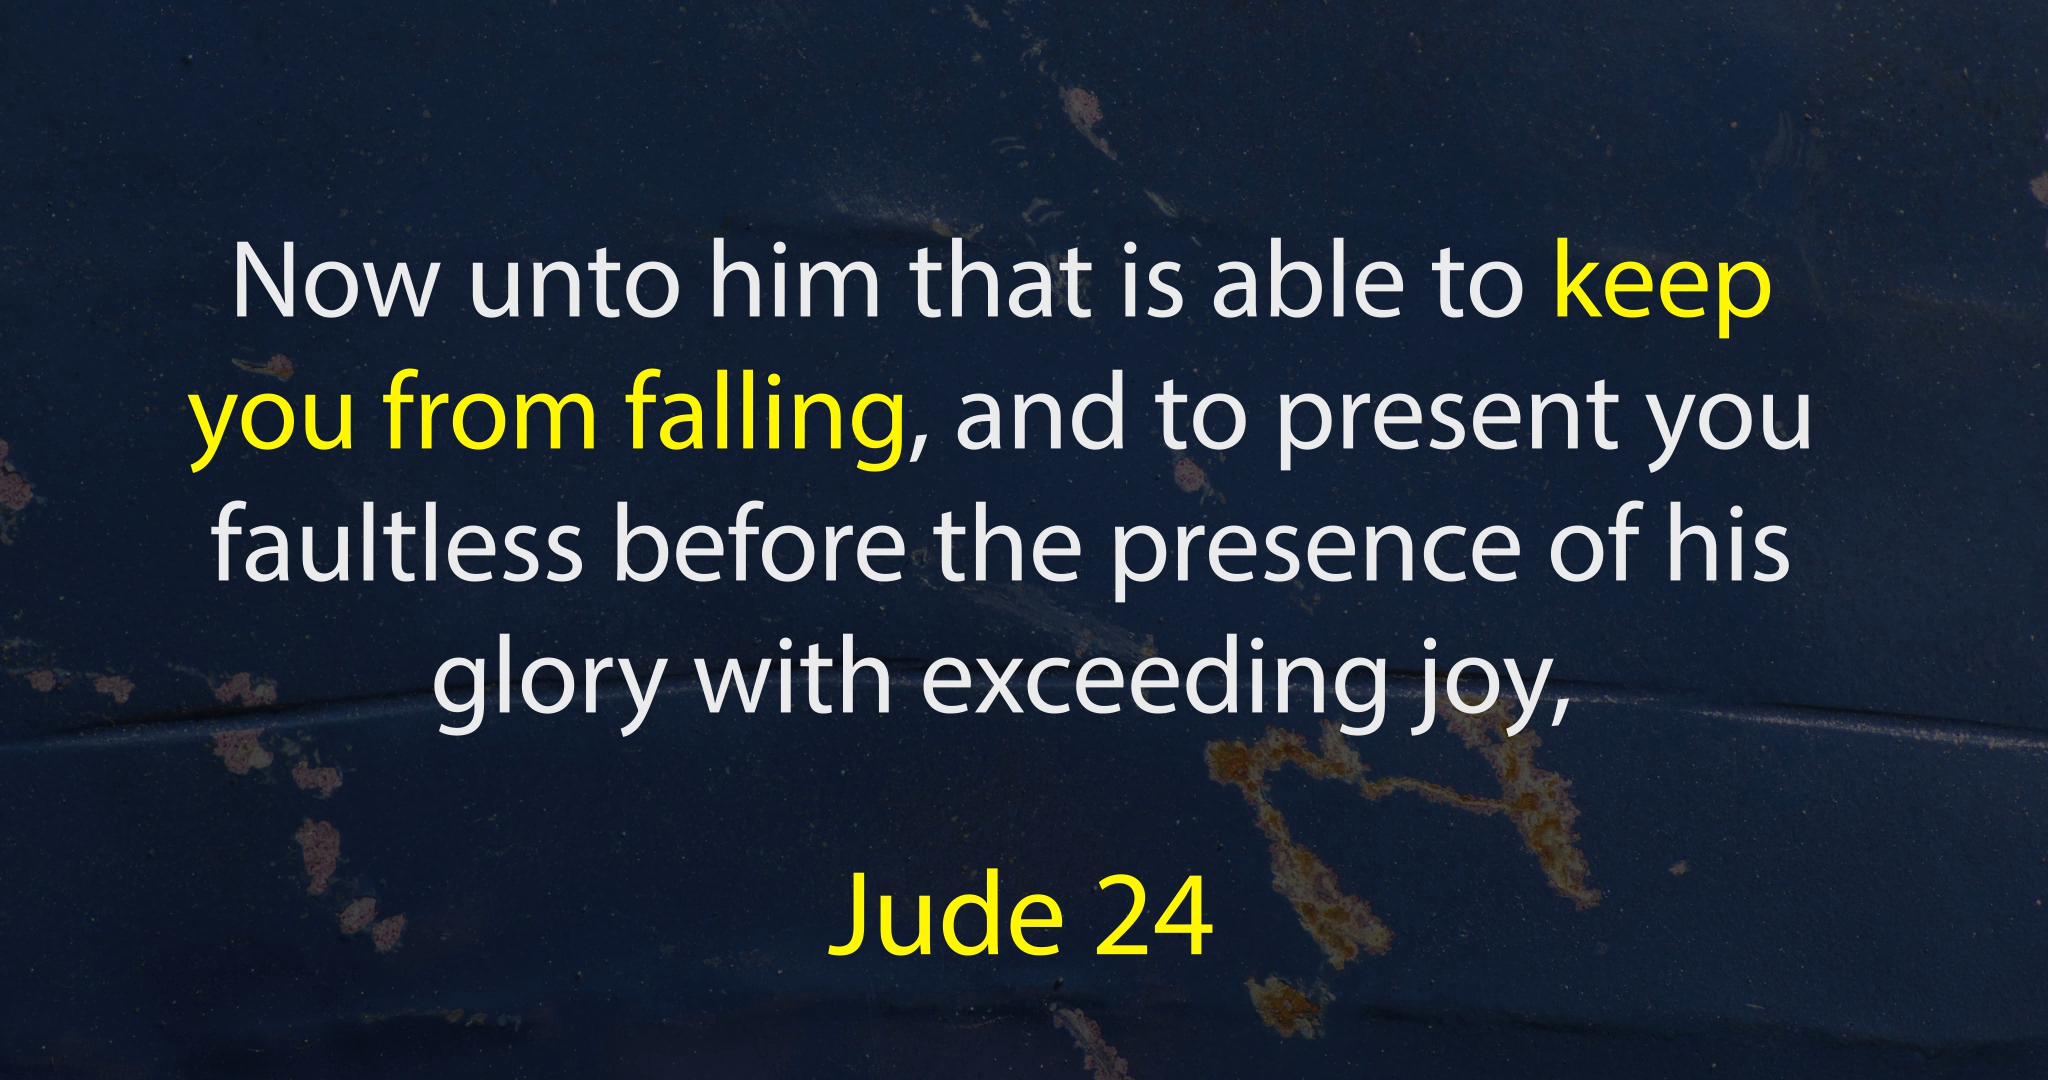 Now unto him that is able to keep
you from falling, and to present you
faultless before the presence of his
glory with exceeding joy,
Jude 24